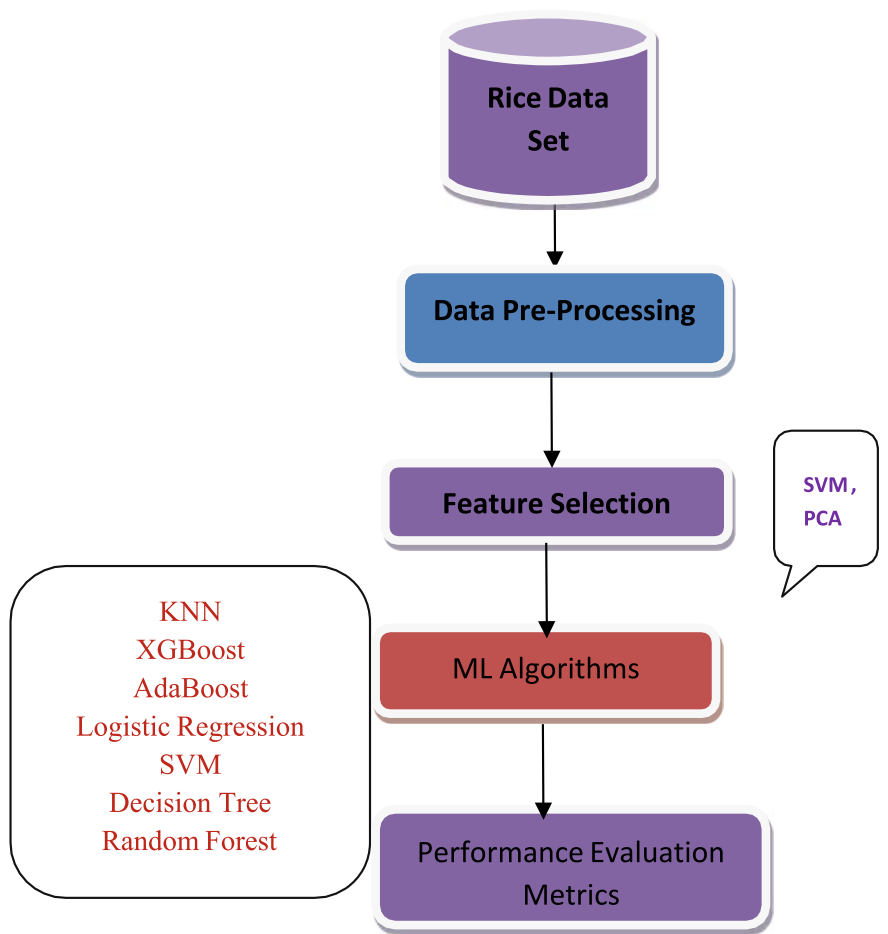 Rice Data
Set
Data Pre-Processing
Feature Selection
SVM,
PCA
ML Algorithms
KNN
XGBoost
AdaBoost
Logistic Regression
SVM
Decision Tree
Random Forest
Performance Evaluation
Metrics